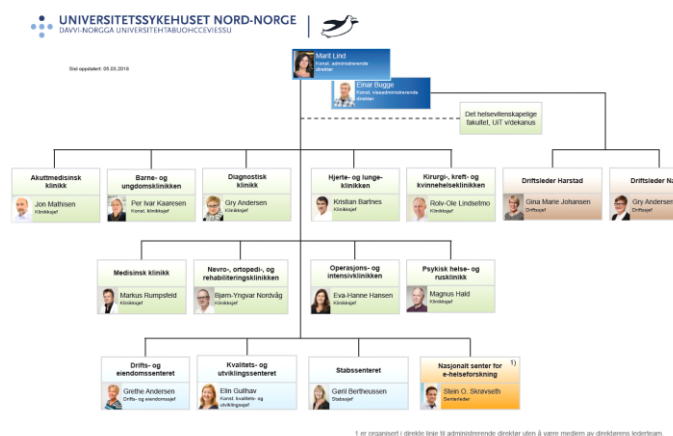 UNIVERSITETSSYKEHUSET NORD-NORGE
DAVVI-NORGGA UNIVERSITEHTABUOHCCEVIESSU
Sist oppdatert: 05.03.2018
Marit Lind
Konst. administrerende
direktør
Einar Bugge
Konst. viseadministrerende
direktør
Det helsevitenskapelige
fakultet, UiT v/dekanus
Akuttmedisinsk
klinikk
Jon Mathisen
Klinikksjef
Barne- og
ungdomsklinikken
Per Ivar Kaaresen
Konst. klinikksjef
Diagnostisk
klinikk
Gry Andersen
Klinikksjef
Hjerte- og lunge-
klinikken
Kristian Bartnes
Klinikksjef
Kirurgi-, kreft- og
kvinnehelseklinikken
Rolv-Ole Lindsetmo
Klinikksjef
Driftsleder Harstad
Gina Marie Johansen
Driftssjef
Driftsleder Na
Gry Andersen
Driftssjef
Medisinsk klinikk
Markus Rumpsfeld
Klinikksjef
Nevro-, ortopedi-, og
rehabiliteringsklinikken
Bjørn-Yngvar Nordvåg
Klinikksjef
Operasjons- og
intensivklinikken
Eva-Hanne Hansen
Klinikksjef
Psykisk helse- og
rusklinikk
Magnus Hald
Klinikksjef
Drifts- og
eiendomssenteret
Grethe Andersen
Drifts- og eiendomssjef
Kvalitets- og
utviklingssenteret
Elin Gullhav
Konst. kvalitets- og
utviklingssjef
Stabssenteret
Gøril Bertheussen
Stabssjef
Nasjonalt senter for
e-helseforskning
1)
Stein O. Skrøvseth
Senterleder
1 er organisert i direkte linje til administrerende direktør uten å være medlem av direktørens lederteam.